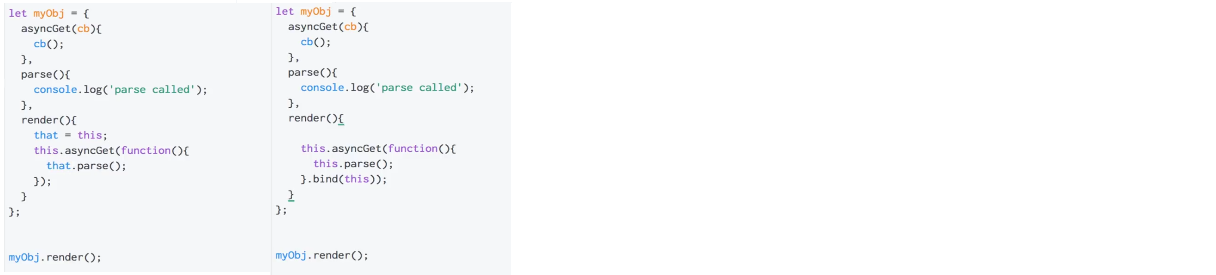 let myObj = {
  asyncGet(cb){
    cb();
  },
  parse(){
    console.log('parse called');
  },
  render(){
    that = this;
    this.asyncGet(function(){
      that.parse();
    });
  }
};
myObj.render();
let myObj = {
  asyncGet(cb){
    cb();
  },
  parse(){
    console.log('parse called');
  },
  render(){
    this.asyncGet(function(){
      this.parse();
    }.bind(this));
  }
};
myObj.render();